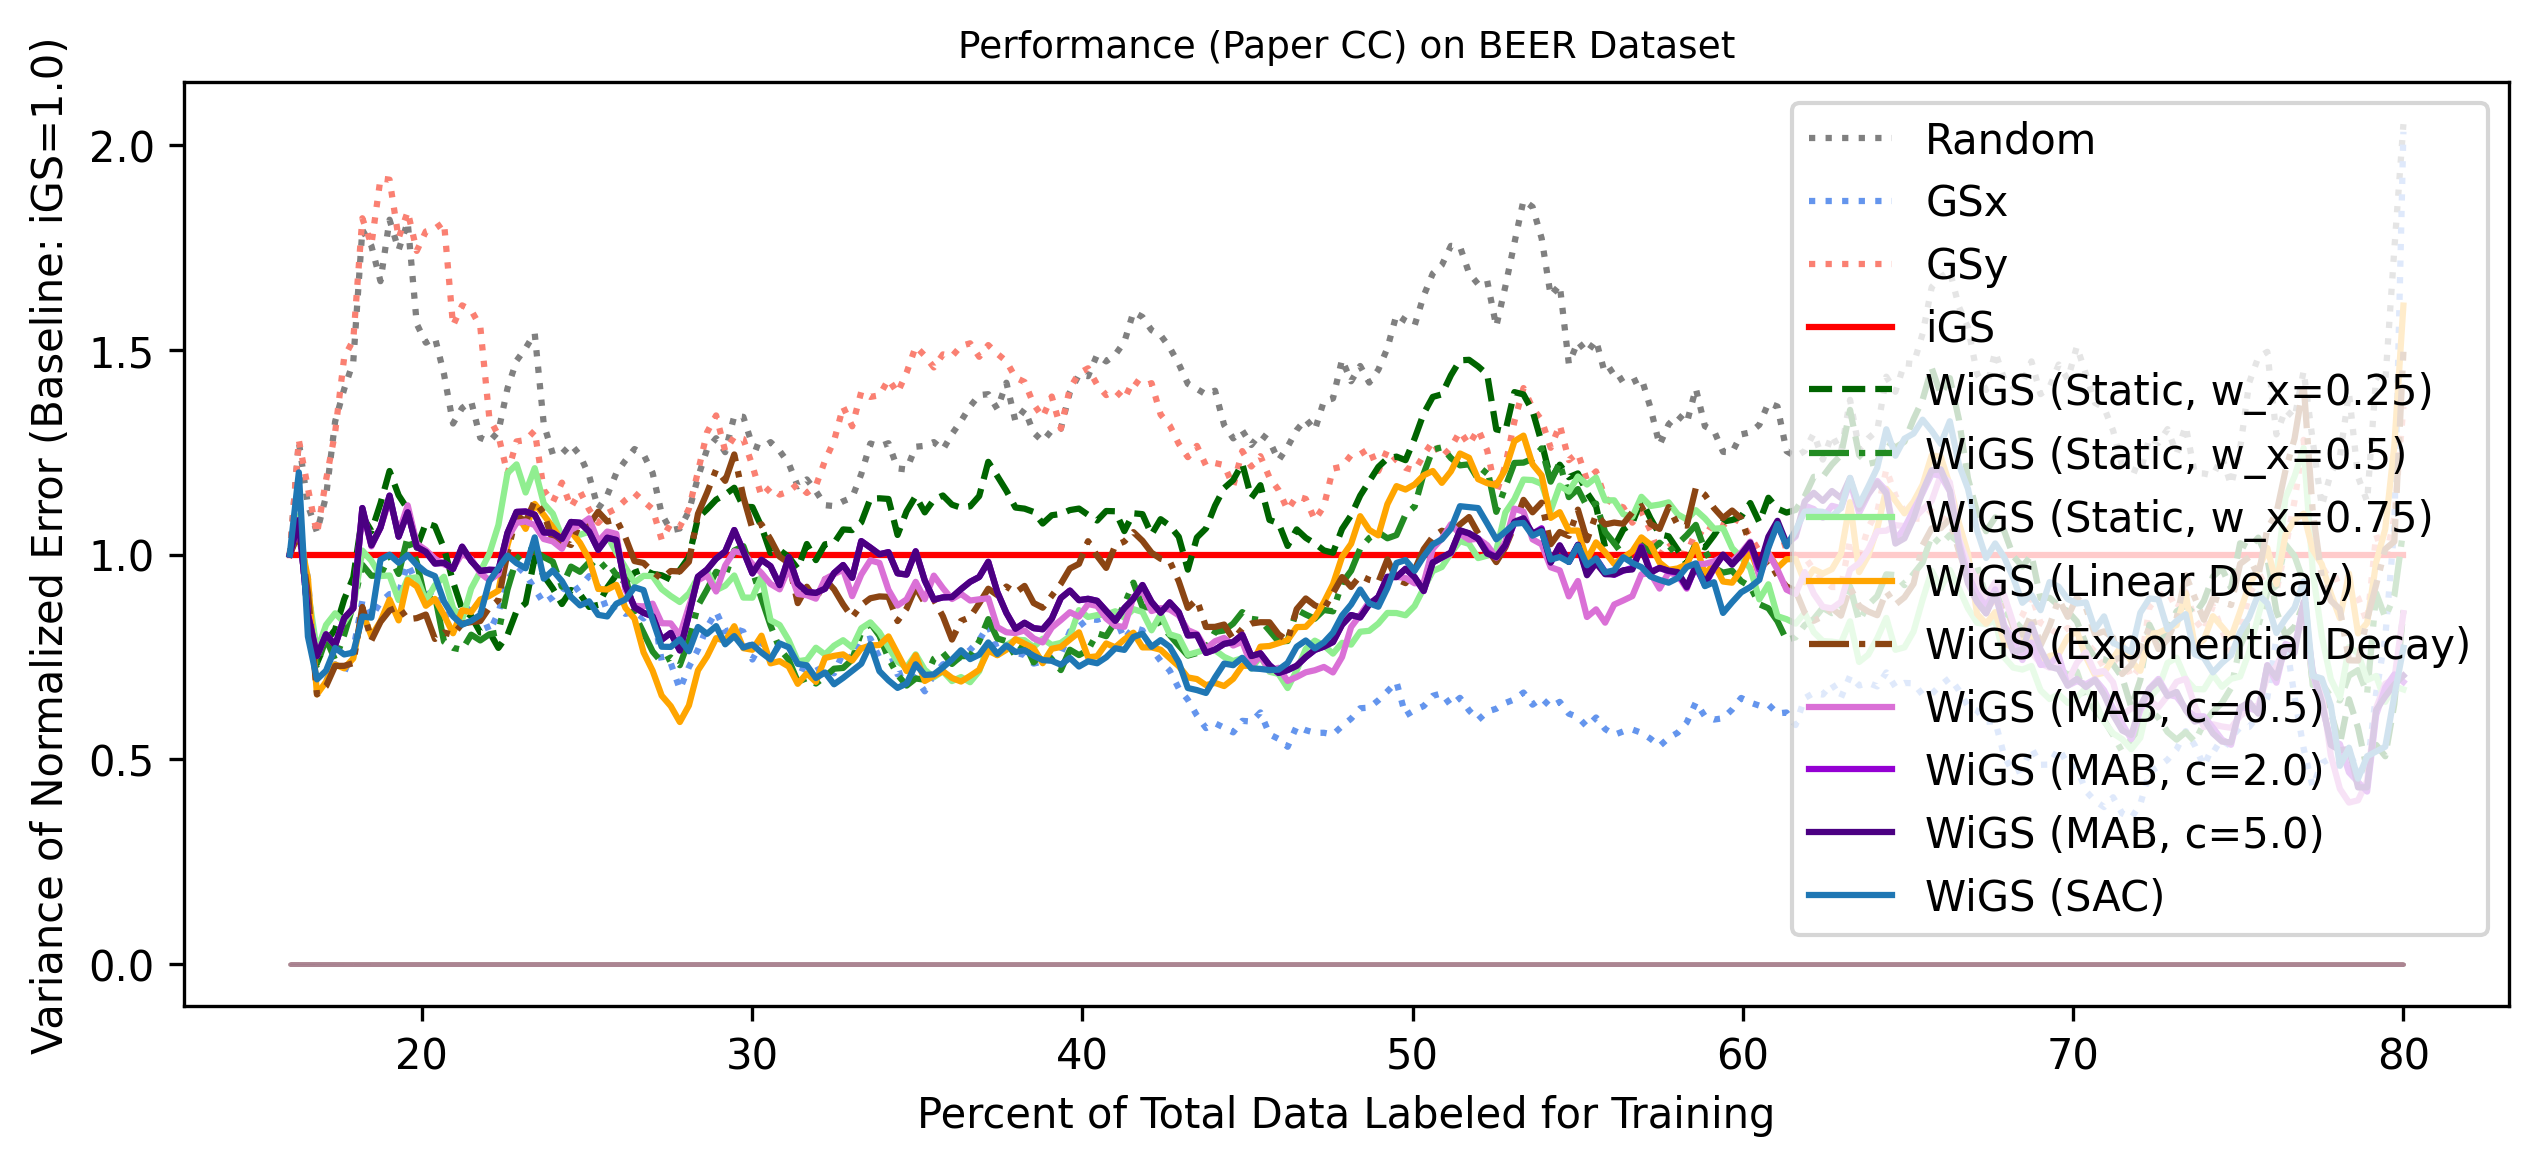 Performance (Paper CC) on BEER Dataset
Variance of Normalized Error (Baseline: iGS=1.0)
2.0
1.5
1.0
0.5
0.0
Random
GSx
GSy
iGS
WiGS (Static, w_x=0.25)
WiGS (Static, w_x=0.5)
WiGS (Static, w_x=0.75)
WiGS (Linear Decay)
WiGS (Exponential Decay)
WiGS (MAB, c=0.5)
WiGS (MAB, c=2.0)
WiGS (MAB, c=5.0)
WiGS (SAC)
20 30 40 50 60 70 80
Percent of Total Data Labeled for Training